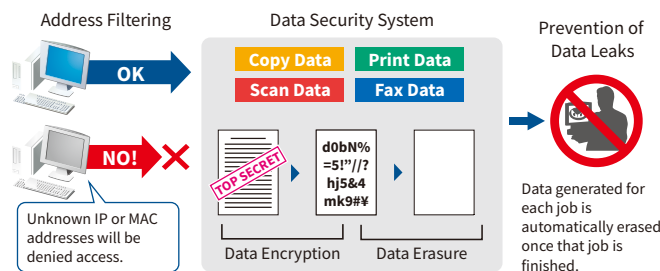 Address Filtering
OK
NO!
Unknown IP or MAC
addresses will be
denied access.
Data Security System
Copy Data
Print Data
Scan Data
Fax Data
TOP SECRET
d0bN%
=5!"//?
hj5&4
mk9#¥
Data Encryption
Data Erasure
Prevention of
Data Leaks
Data generated for
each job is
automatically erased
once that job is
finished.